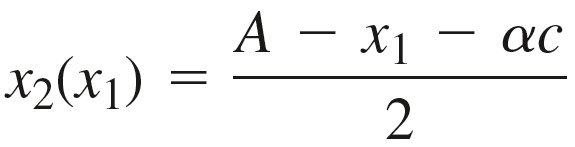 x₂(x₁) = (A − x₁ − αc) / 2